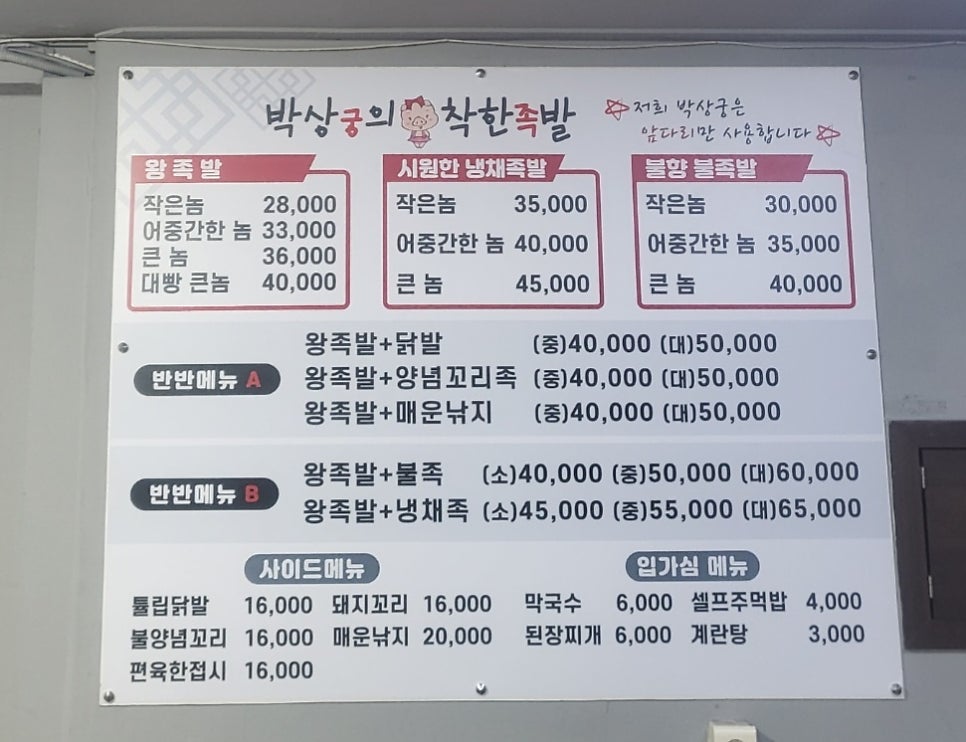 박상궁의 착한족발
저희 박상궁은
앞다리만 사용합니다
왕족발
작은놈 28,000
어중간한 놈 33,000
큰 놈 36,000
대빵 큰놈 40,000
시원한 냉채족발
작은놈 35,000
어중간한 놈 40,000
큰 놈 45,000
불향 불족발
작은놈 30,000
어중간한 놈 35,000
큰 놈 40,000
반반메뉴 A
왕족발+닭발 (중)40,000 (대)50,000
왕족발+양념꼬리족 (중)40,000 (대)50,000
왕족발+매운낚지 (중)40,000 (대)50,000
반반메뉴 B
왕족발+불족 (소)40,000 (중)50,000 (대)60,000
왕족발+냉채족 (소)45,000 (중)55,000 (대)65,000
사이드메뉴
튤립닭발 16,000 돼지꼬리 16,000
불양념꼬리 16,000 매운낚지 20,000
편육한접시 16,000
입가심 메뉴
막국수 6,000 셀프주먹밥 4,000
된장찌개 6,000 계란탕 3,000